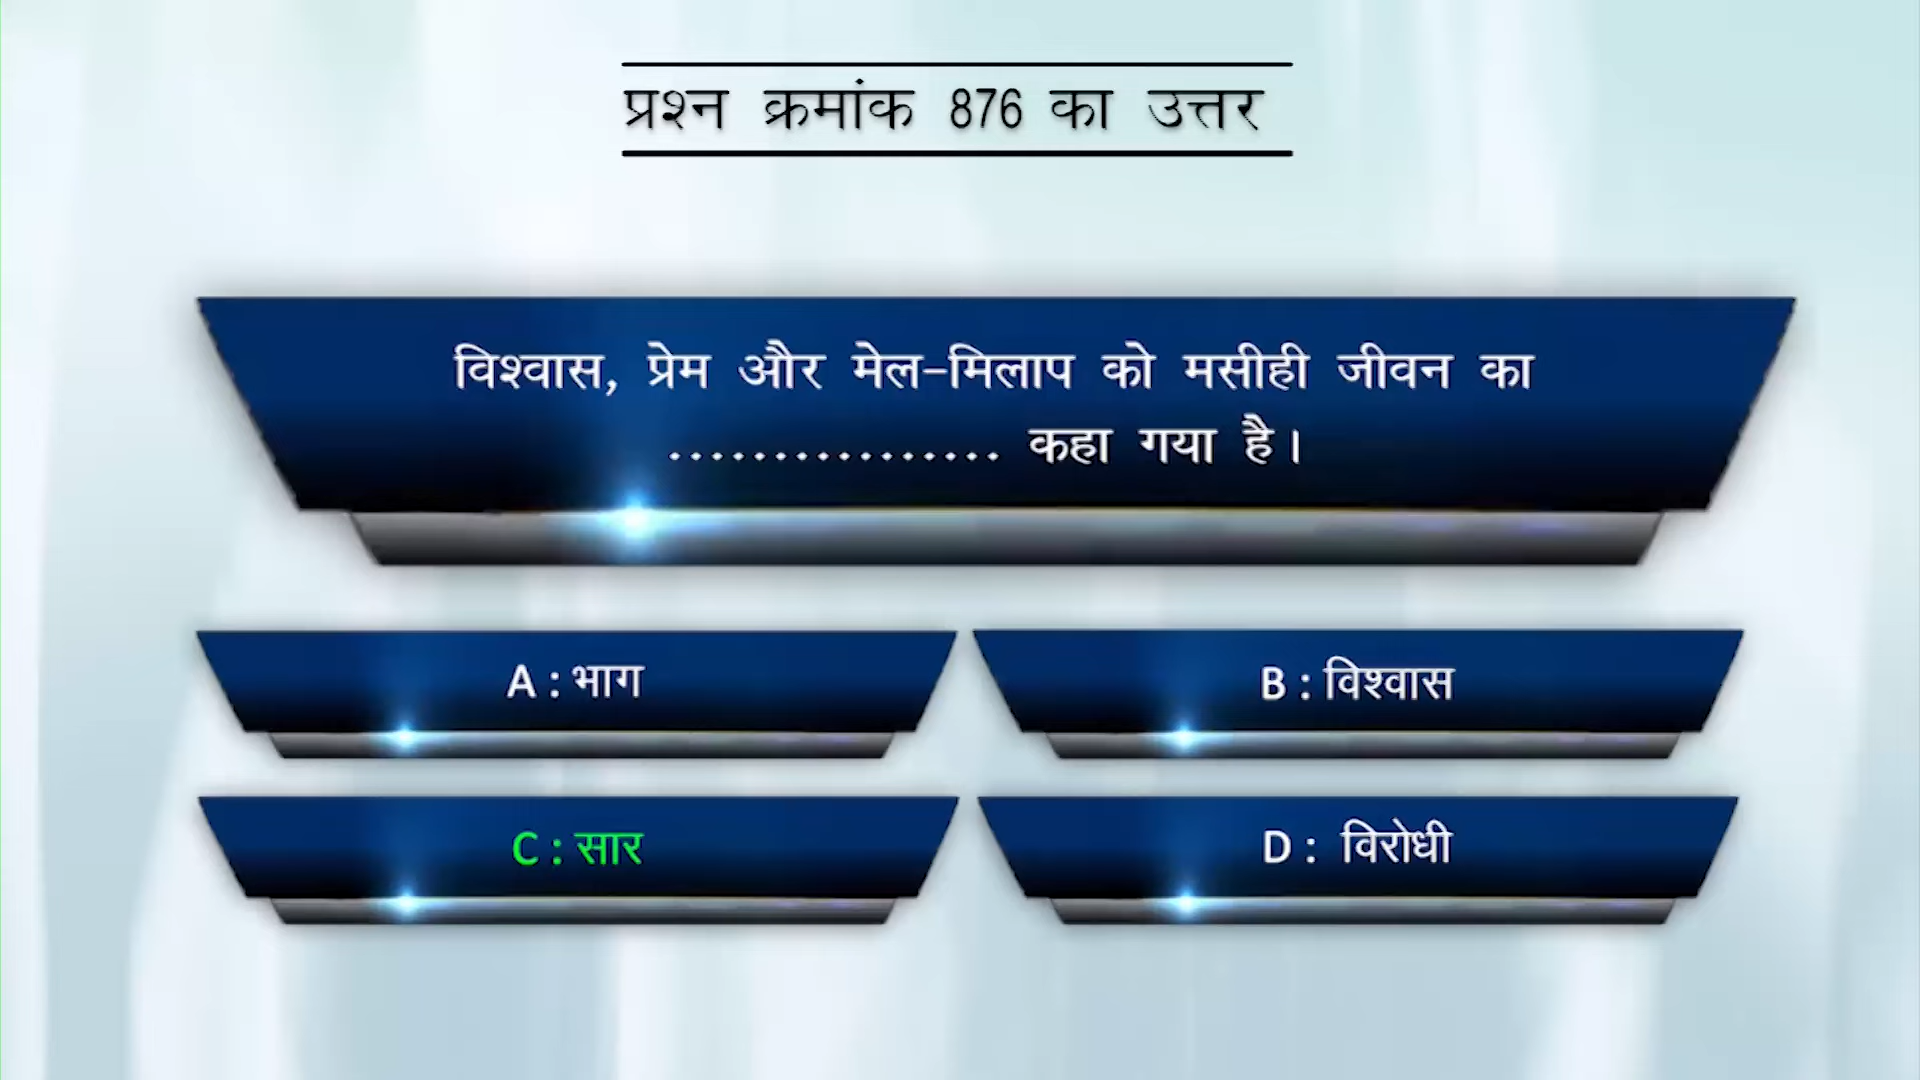 प्रश्न क्रमांक 876 का उत्तर
विश्वास, प्रेम और मेल-मिलाप को मसीही जीवन का
................ कहा गया है।
A : भाग
B : विश्वास
C : सार
D : विरोधी